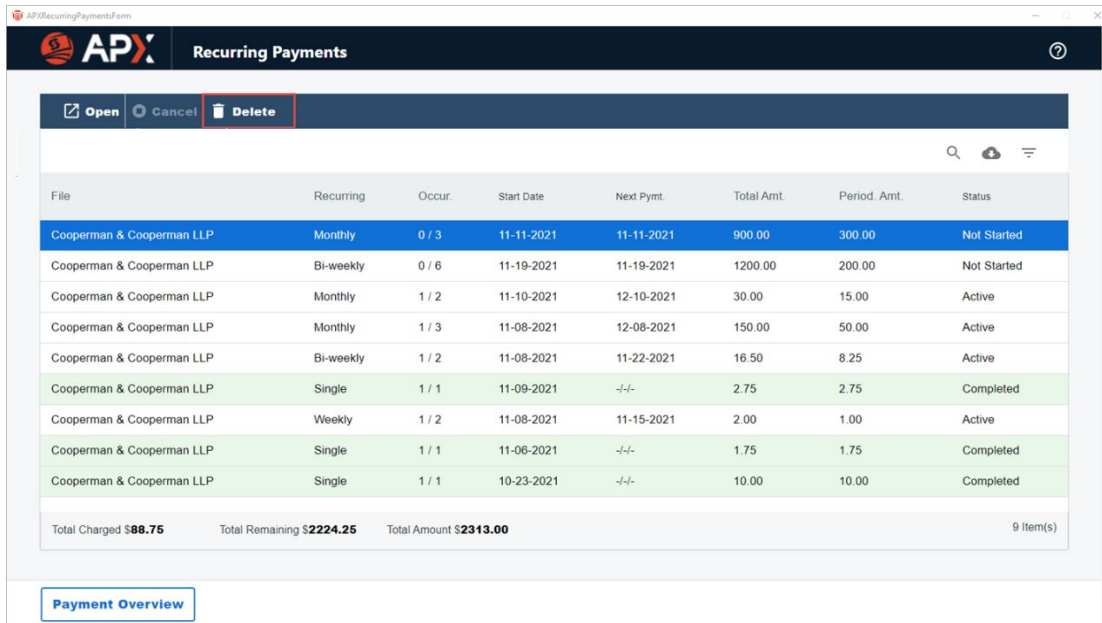 APXRecurringPaymentsForm
APX Recurring Payments
Open Cancel Delete
File Recurring Occur. Start Date Next Pymt. Total Amt. Period. Amt. Status
Cooperman & Cooperman LLP Monthly 0 / 3 11-11-2021 11-11-2021 900.00 300.00 Not Started
Cooperman & Cooperman LLP Bi-weekly 0 / 6 11-19-2021 11-19-2021 1200.00 200.00 Not Started
Cooperman & Cooperman LLP Monthly 1 / 2 11-10-2021 12-10-2021 30.00 15.00 Active
Cooperman & Cooperman LLP Monthly 1 / 3 11-08-2021 12-08-2021 150.00 50.00 Active
Cooperman & Cooperman LLP Bi-weekly 1 / 2 11-08-2021 11-22-2021 16.50 8.25 Active
Cooperman & Cooperman LLP Single 1 / 1 11-09-2021 -/-/- 2.75 2.75 Completed
Cooperman & Cooperman LLP Weekly 1 / 2 11-08-2021 11-15-2021 2.00 1.00 Active
Cooperman & Cooperman LLP Single 1 / 1 11-06-2021 -/-/- 1.75 1.75 Completed
Cooperman & Cooperman LLP Single 1 / 1 10-23-2021 -/-/- 10.00 10.00 Completed
Total Charged $88.75 Total Remaining $2224.25 Total Amount $2313.00 9 Item(s)
Payment Overview